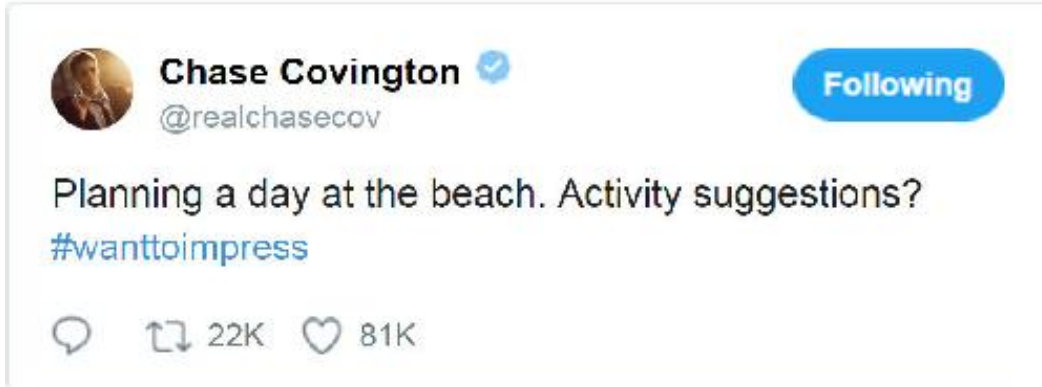 Chase Covington
Following
@realchasecov
Planning a day at the beach. Activity suggestions?
#wanttoimpress
22K 81K